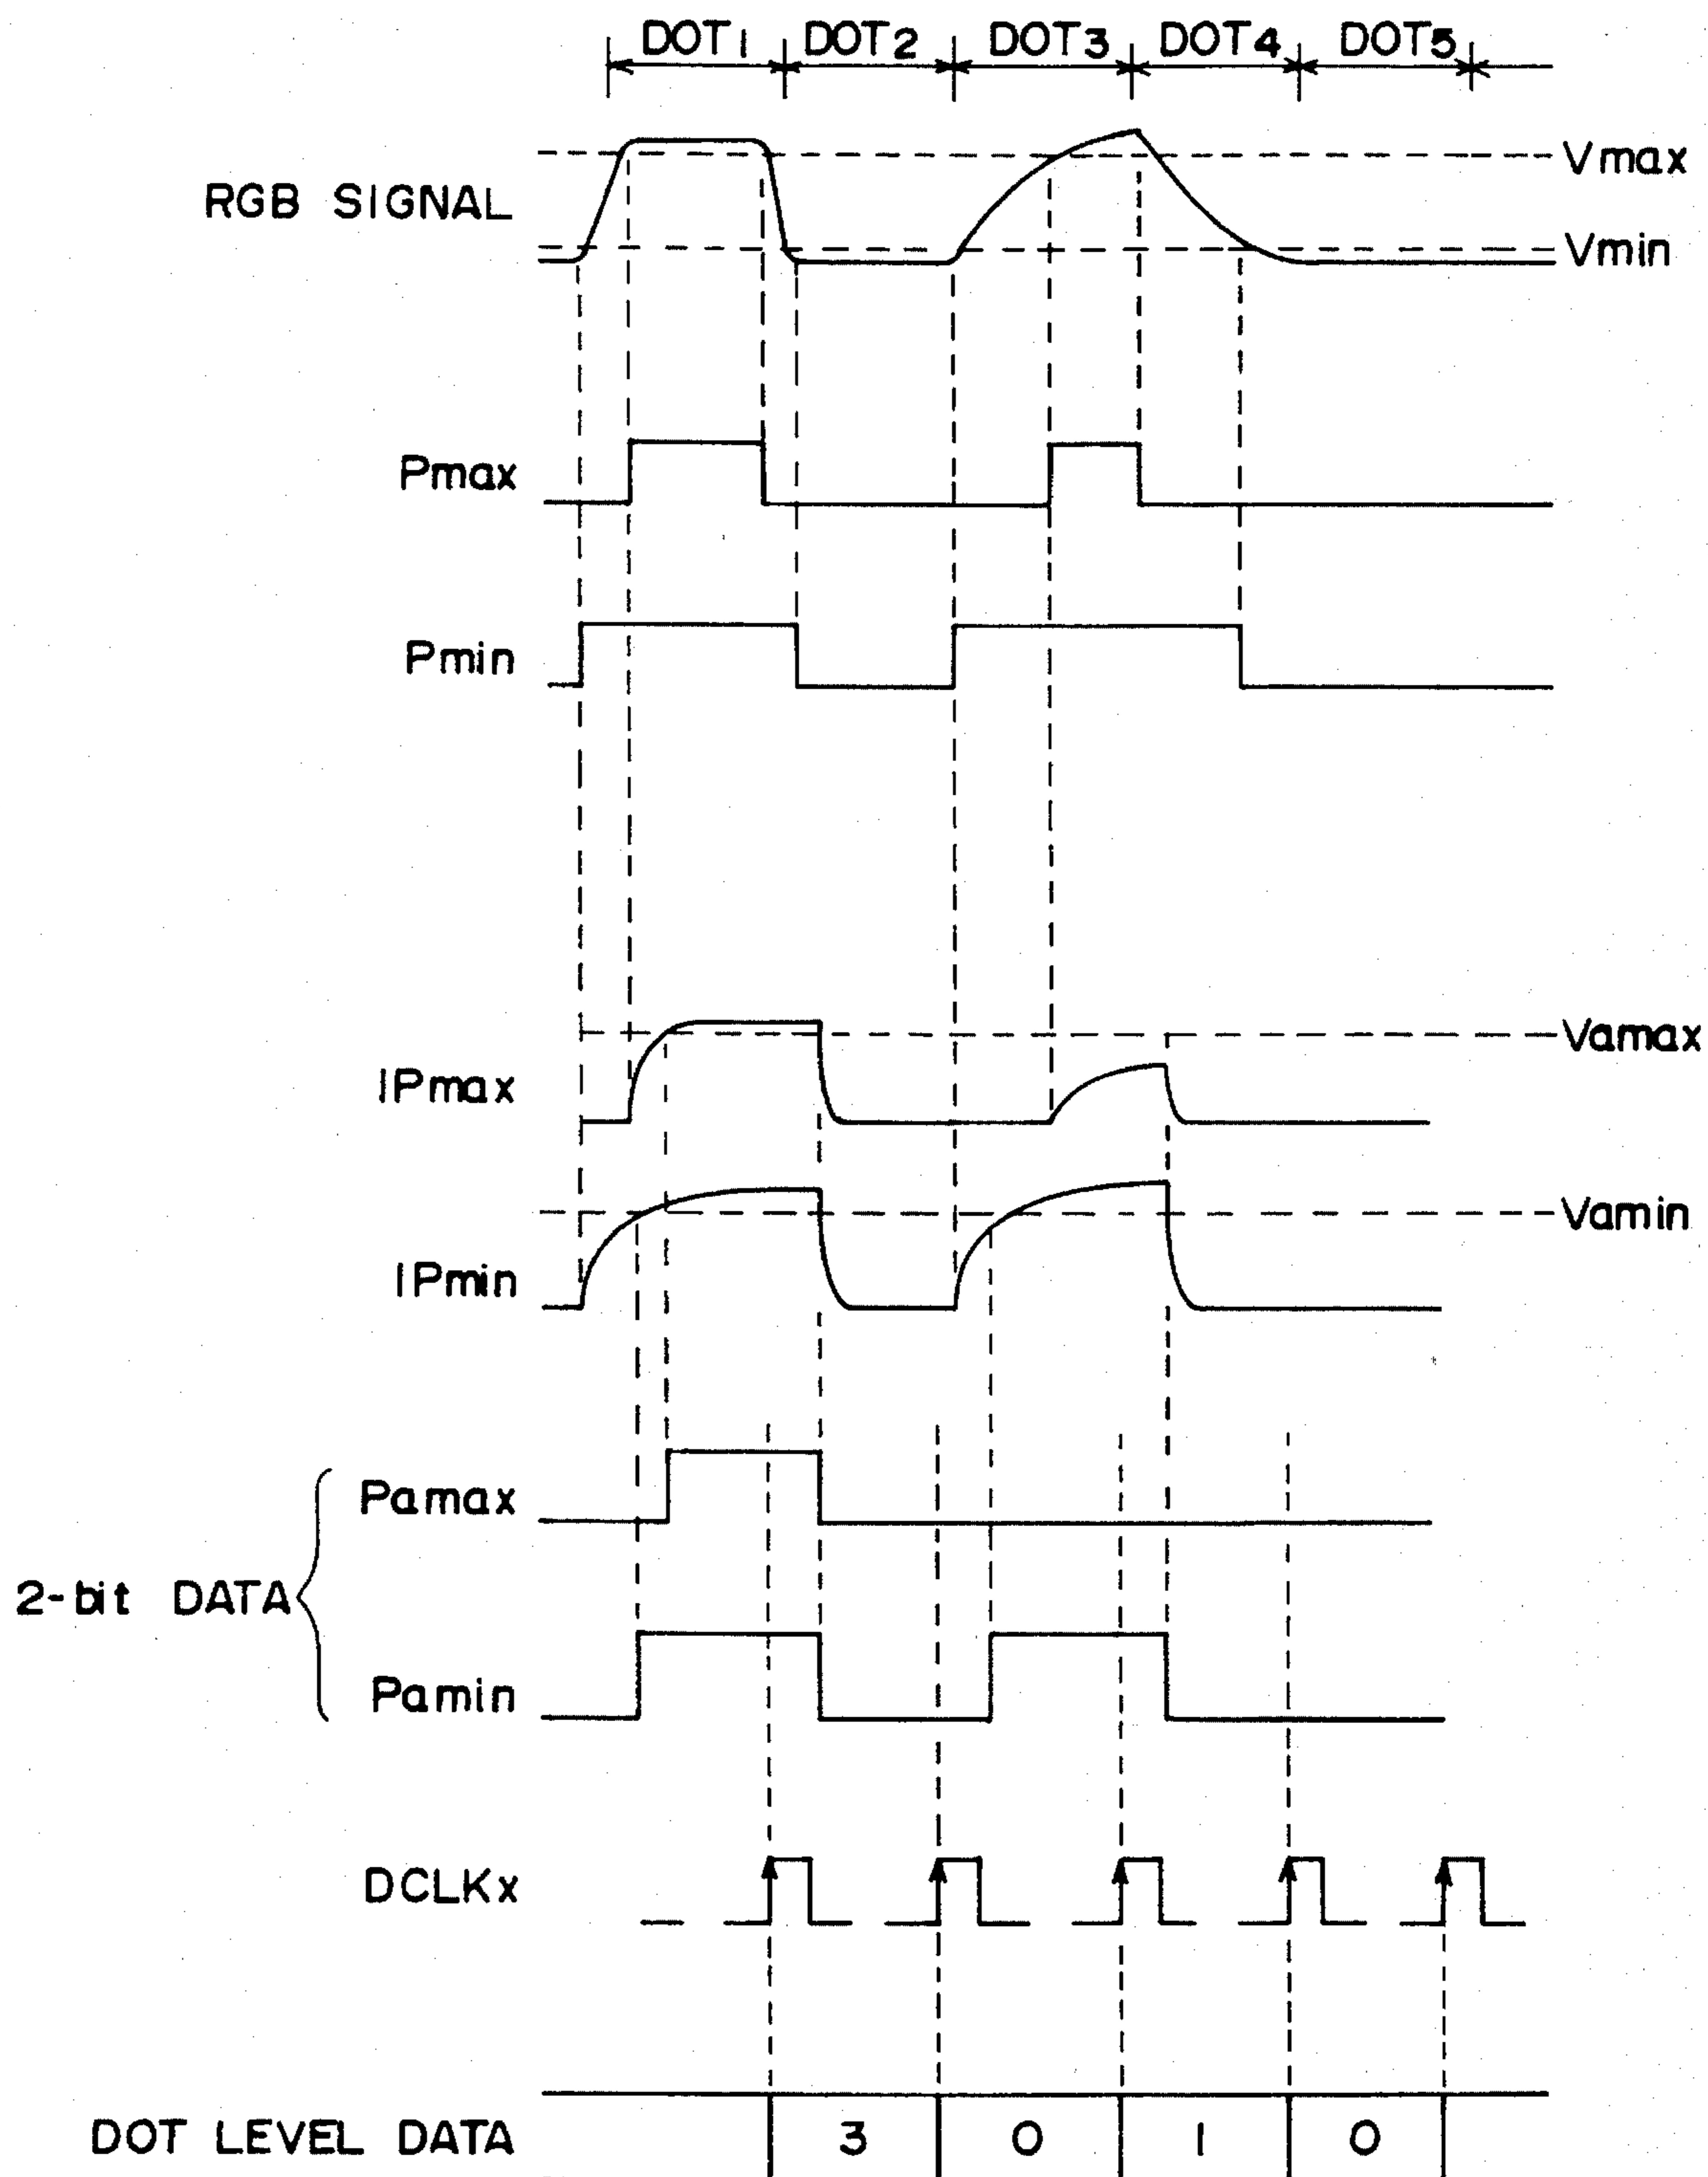 DOT1 DOT2 DOT3 DOT4 DOT5
Vmax
RGB SIGNAL
Vmin
Pmax
Pmin
Vamax
IPmax
Vamin
IPmin
Pamax
2-bit DATA
Pamin
DCLKx
DOT LEVEL DATA 3 0 1 0